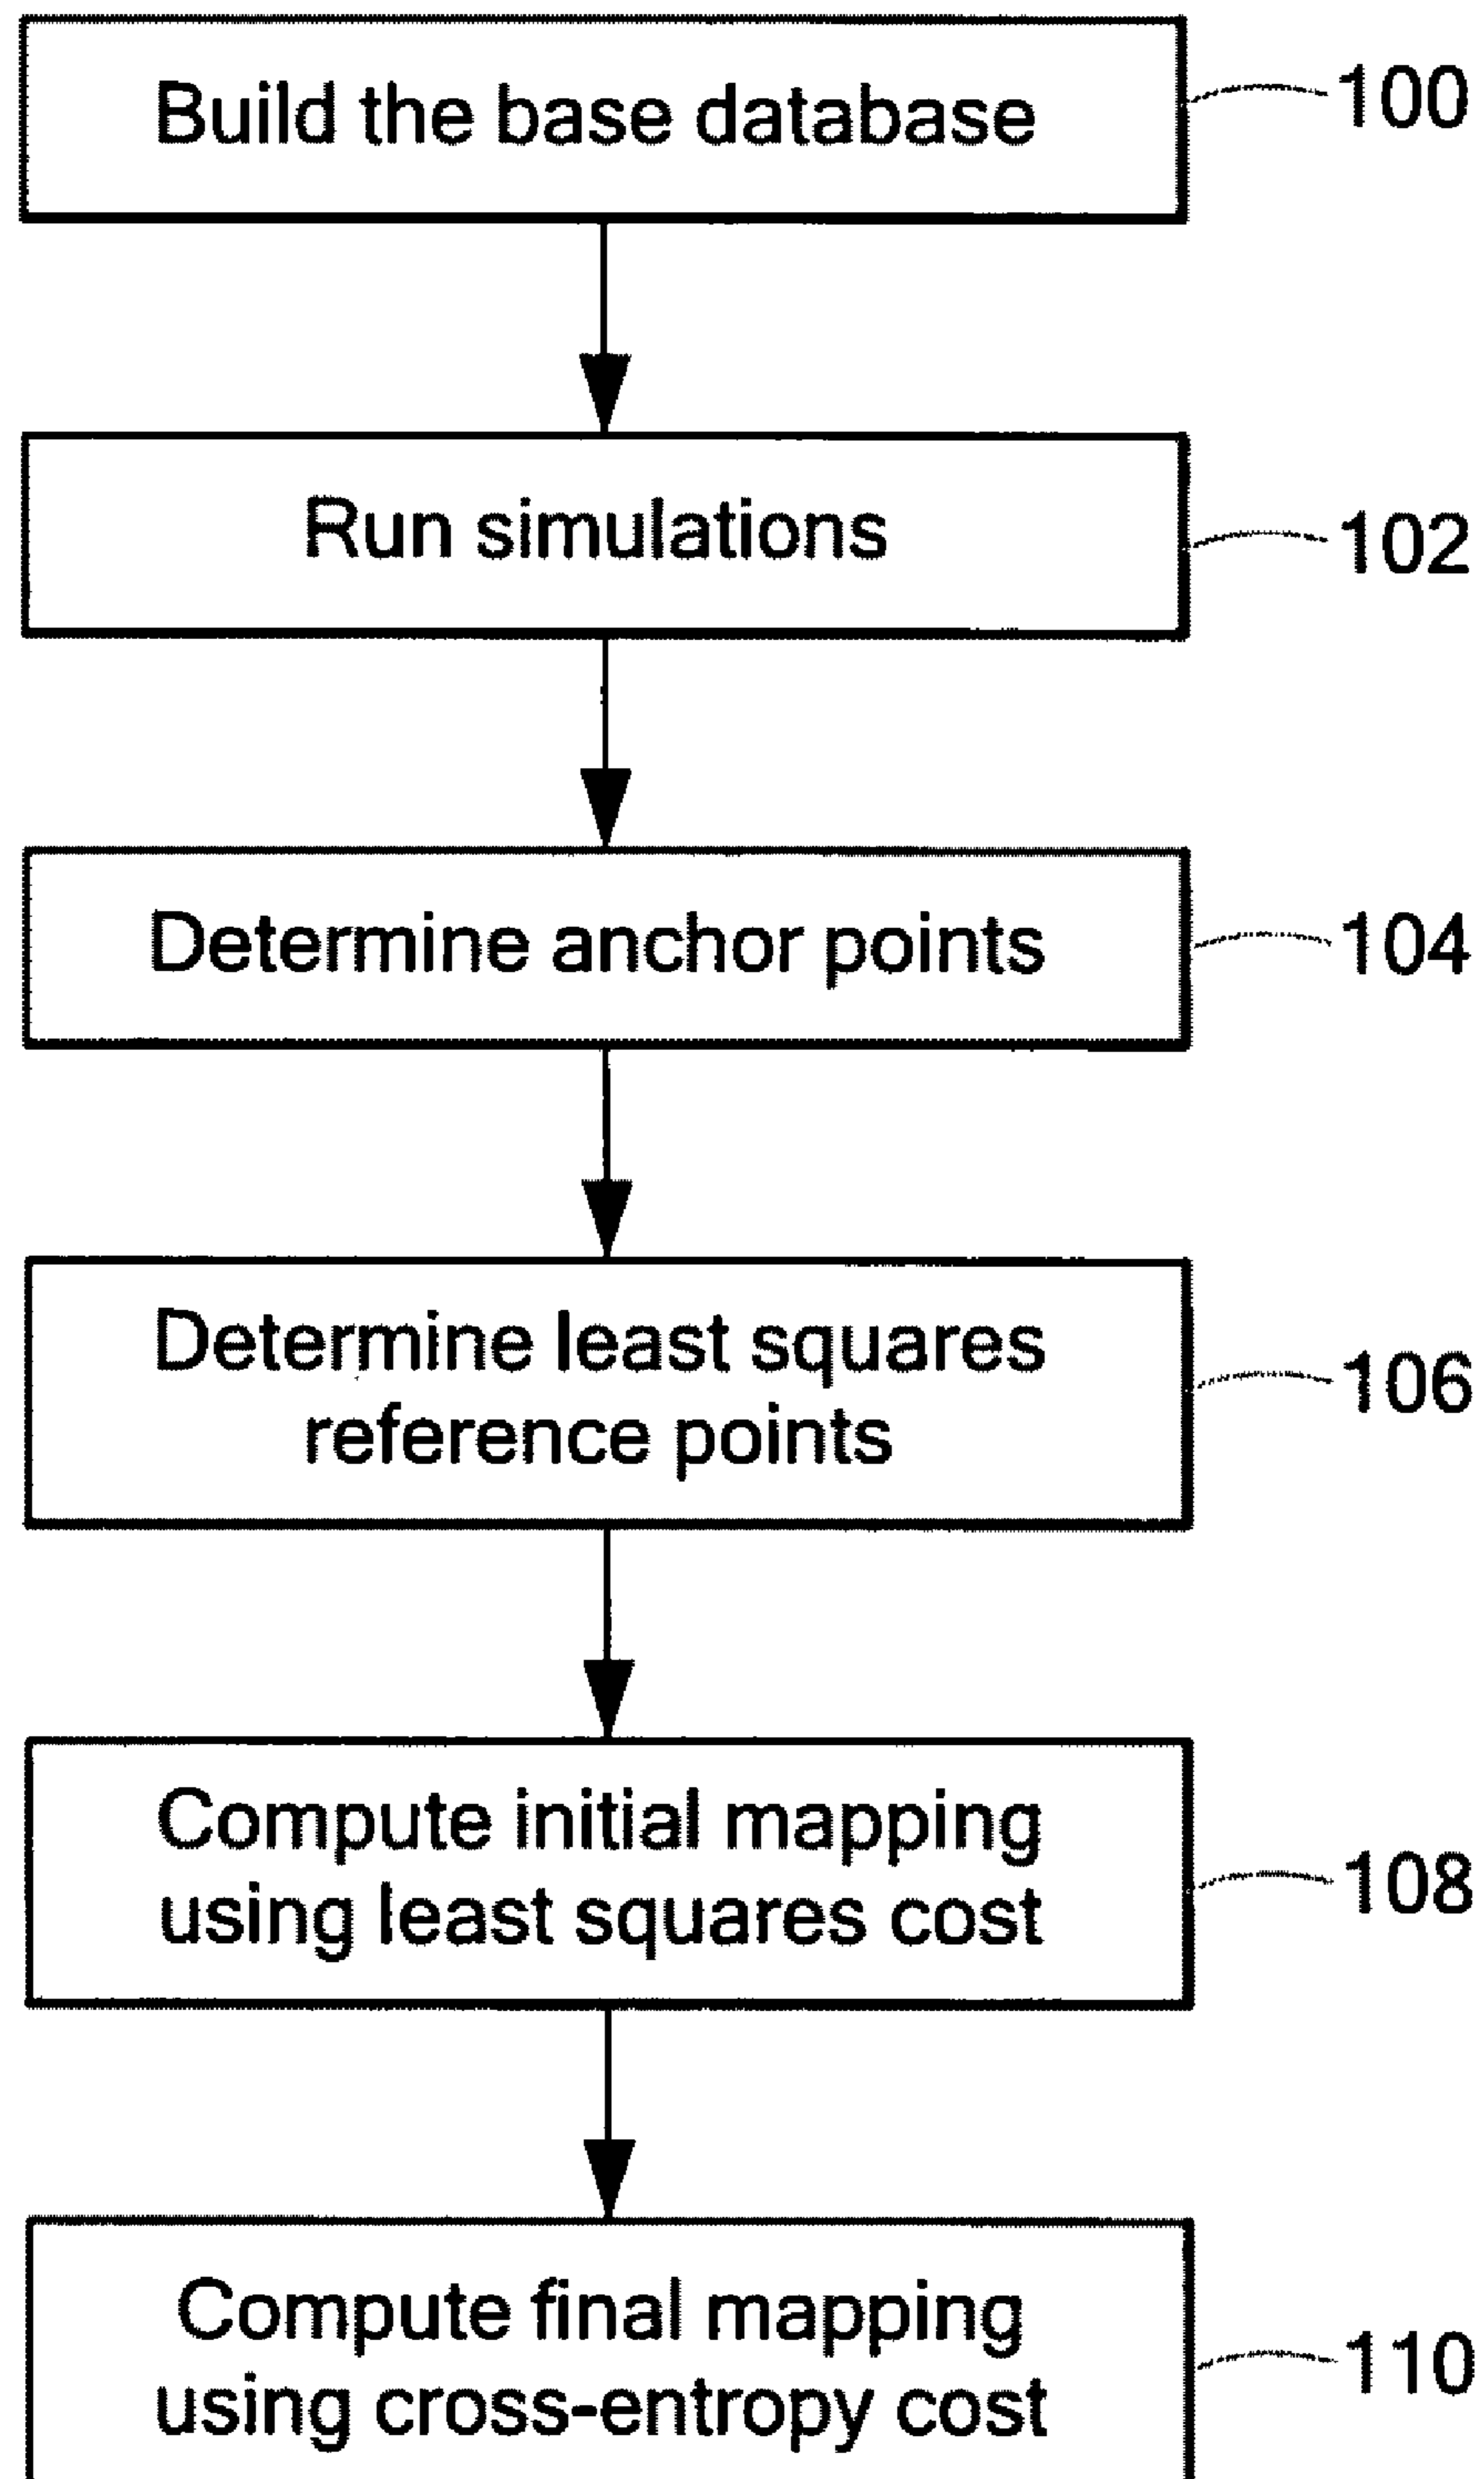 Build the base database
100
Run simulations
102
Determine anchor points
104
Determine least squares
reference points
106
Compute initial mapping
using least squares cost
108
Compute final mapping
using cross-entropy cost
110